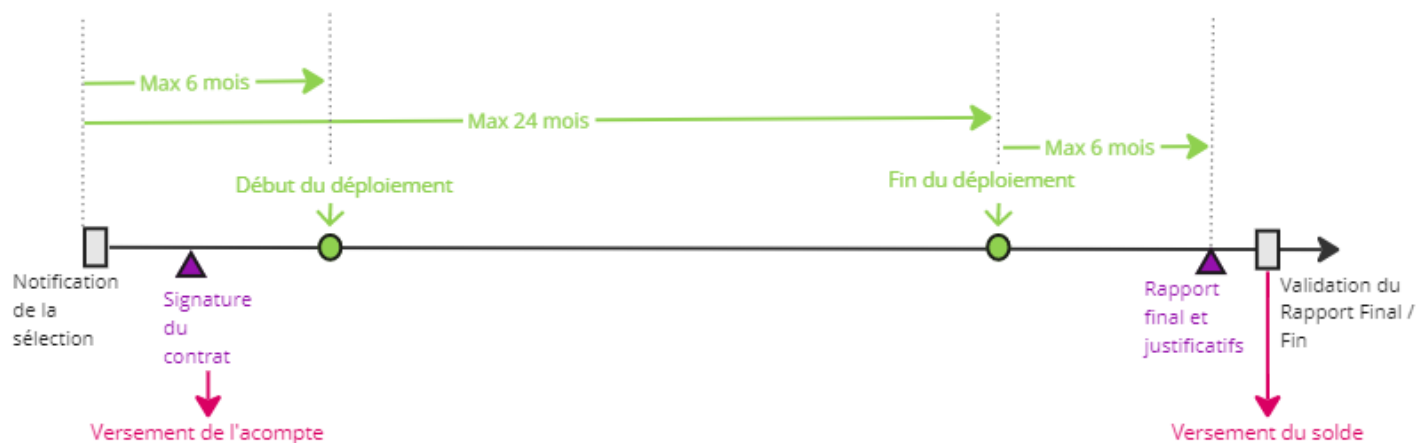 Max 6 mois
Max 24 mois
Max 6 mois
Début du déploiement
Fin du déploiement
Notification
de la
sélection
Signature
du
contrat
Rapport
final et
justificatifs
Validation du
Rapport Final /
Fin
Versement de l'acompte
Versement du solde